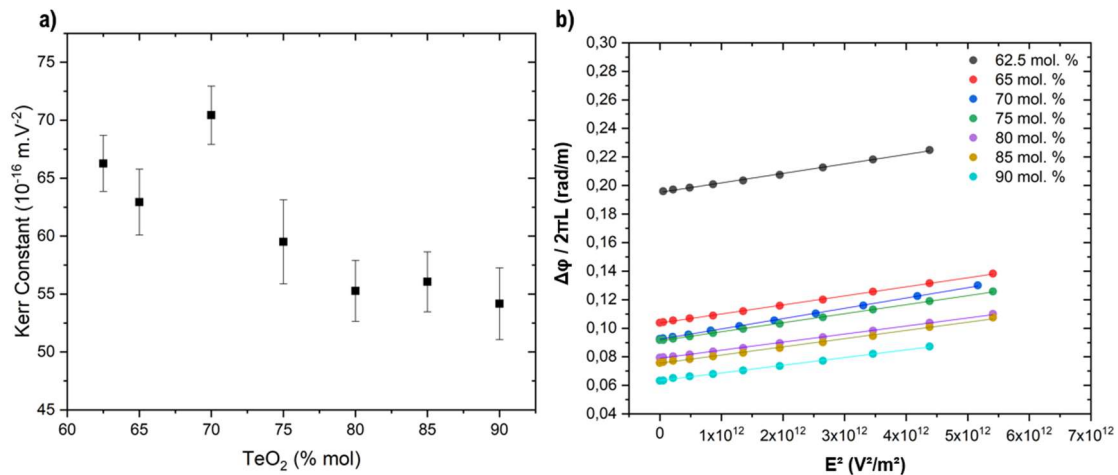 a)
Kerr Constant (10⁻¹⁶ m.V⁻²)
75
70
65
60
55
50
45
60 65 70 75 80 85 90
TeO₂ (% mol)
b)
Δφ / 2πL (rad/m)
0,30
0,28
0,26
0,24
0,22
0,20
0,18
0,16
0,14
0,12
0,10
0,08
0,06
0,04
62.5 mol. %
65 mol. %
70 mol. %
75 mol. %
80 mol. %
85 mol. %
90 mol. %
0 1x10¹² 2x10¹² 3x10¹² 4x10¹² 5x10¹² 6x10¹² 7x10¹²
E² (V²/m²)